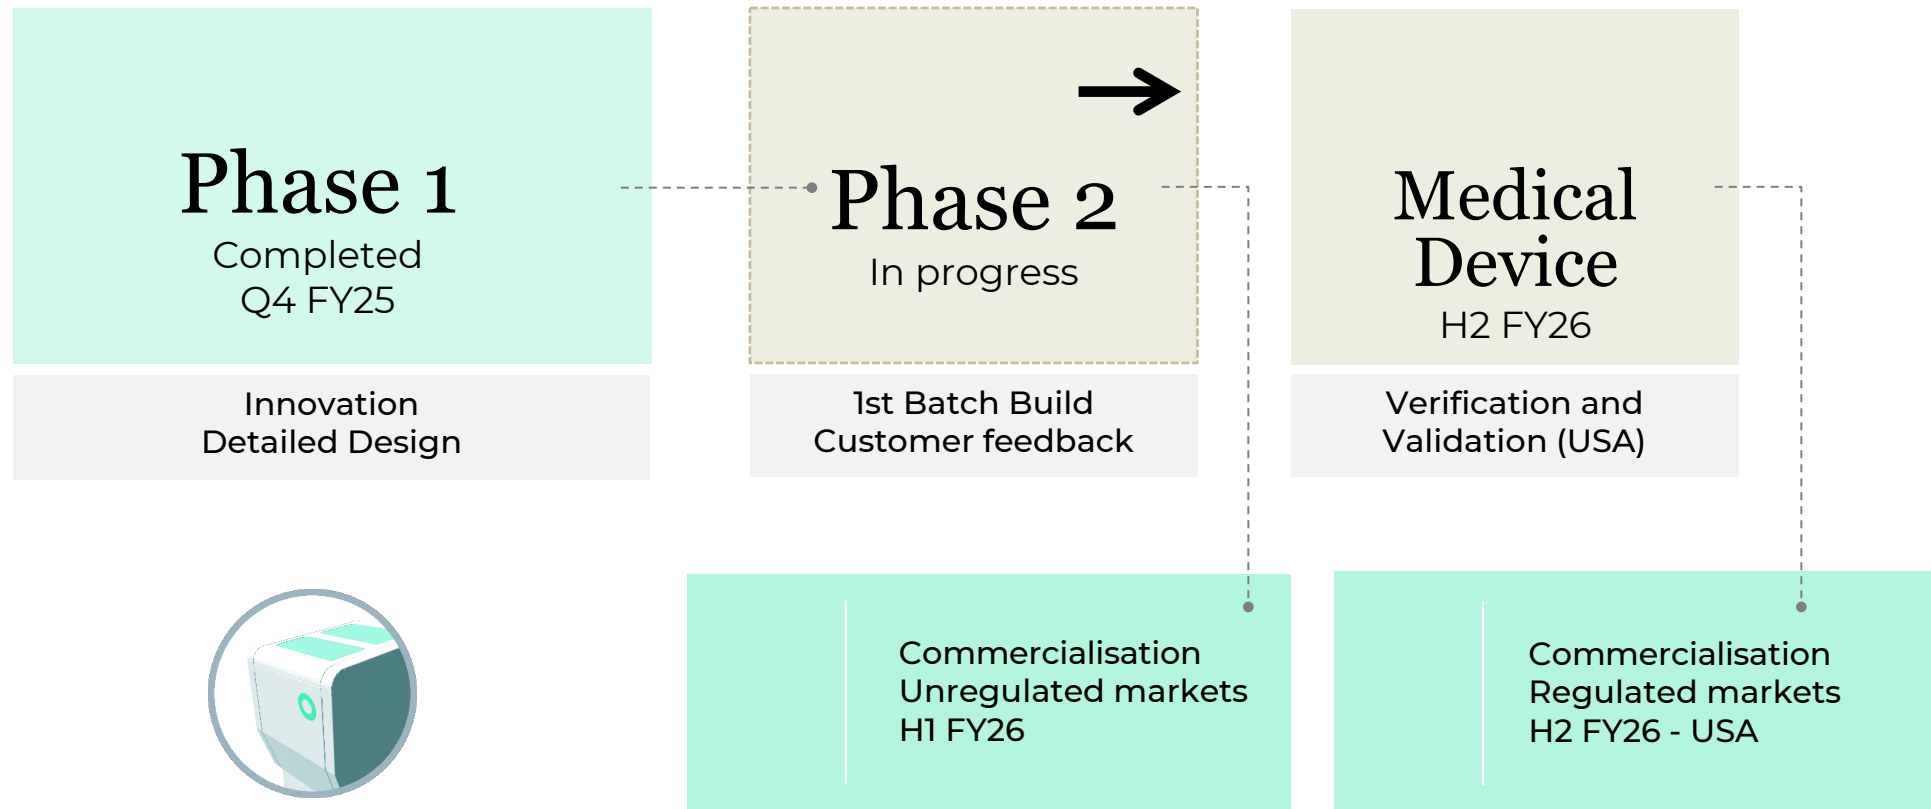 Phase 1
Completed
Q4 FY25
Innovation
Detailed Design
Phase 2
In progress
1st Batch Build
Customer feedback
Medical
Device
H2 FY26
Verification and
Validation (USA)
Commercialisation
Unregulated markets
H1 FY26
Commercialisation
Regulated markets
H2 FY26 - USA